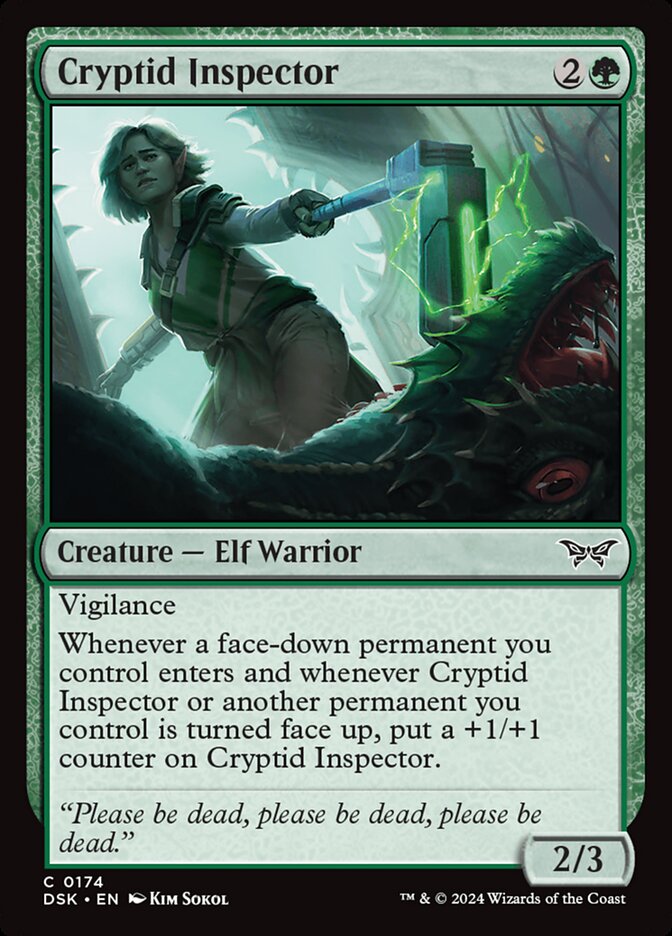 Cryptid Inspector 2
Creature — Elf Warrior
Vigilance
Whenever a face-down permanent you
control enters and whenever Cryptid
Inspector or another permanent you
control is turned face up, put a +1/+1
counter on Cryptid Inspector.
“Please be dead, please be dead, please be
dead.”
2/3
C 0174
DSK • EN Kim Sokol
™ & © 2024 Wizards of the Coast